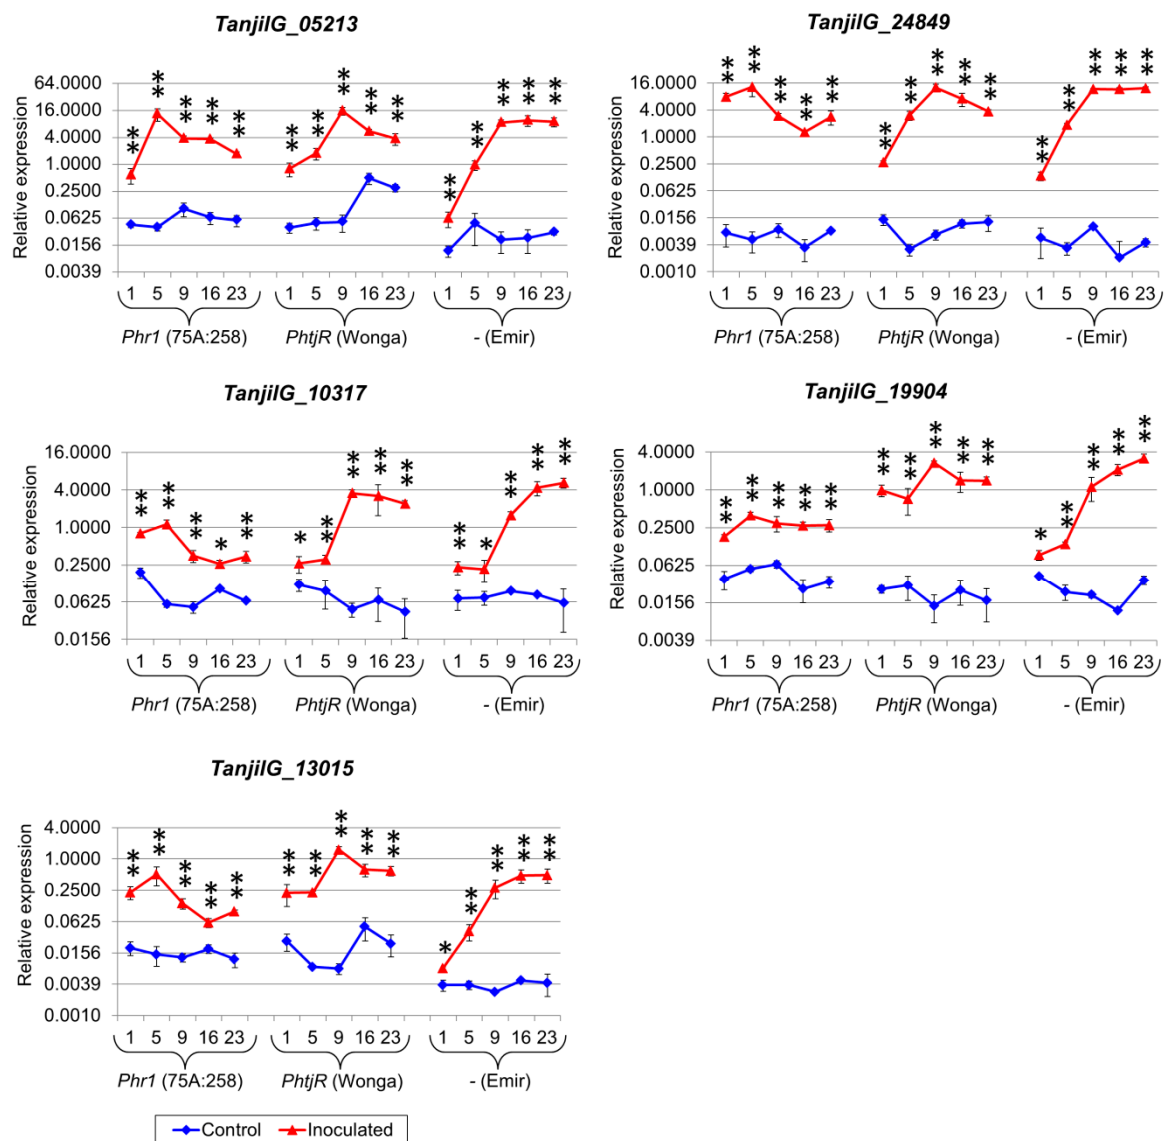 TanjilG_05213
Relative expression
64.0000
16.0000
4.0000
1.0000
0.2500
0.0625
0.0156
0.0039
** ** ** ** ** ** ** ** ** ** ** ** ** ** **
1 5 9 16 23 1 5 9 16 23 1 5 9 16 23
Phr1 (75A:258) PhtjR (Wonga) - (Emir)
TanjilG_24849
Relative expression
16.0000
4.0000
1.0000
0.2500
0.0625
0.0156
0.0039
0.0010
** ** ** ** ** ** ** ** ** ** ** ** ** ** **
1 5 9 16 23 1 5 9 16 23 1 5 9 16 23
Phr1 (75A:258) PhtjR (Wonga) - (Emir)
TanjilG_10317
Relative expression
16.0000
4.0000
1.0000
0.2500
0.0625
0.0156
** ** ** * ** * ** ** ** ** ** * ** ** **
1 5 9 16 23 1 5 9 16 23 1 5 9 16 23
Phr1 (75A:258) PhtjR (Wonga) - (Emir)
TanjilG_19904
Relative expression
4.0000
1.0000
0.2500
0.0625
0.0156
0.0039
** ** ** ** ** ** ** ** ** ** * ** ** ** **
1 5 9 16 23 1 5 9 16 23 1 5 9 16 23
Phr1 (75A:258) PhtjR (Wonga) - (Emir)
TanjilG_13015
Relative expression
4.0000
1.0000
0.2500
0.0625
0.0156
0.0039
0.0010
** ** ** ** ** ** ** ** ** ** * ** ** ** **
1 5 9 16 23 1 5 9 16 23 1 5 9 16 23
Phr1 (75A:258) PhtjR (Wonga) - (Emir)
Control Inoculated